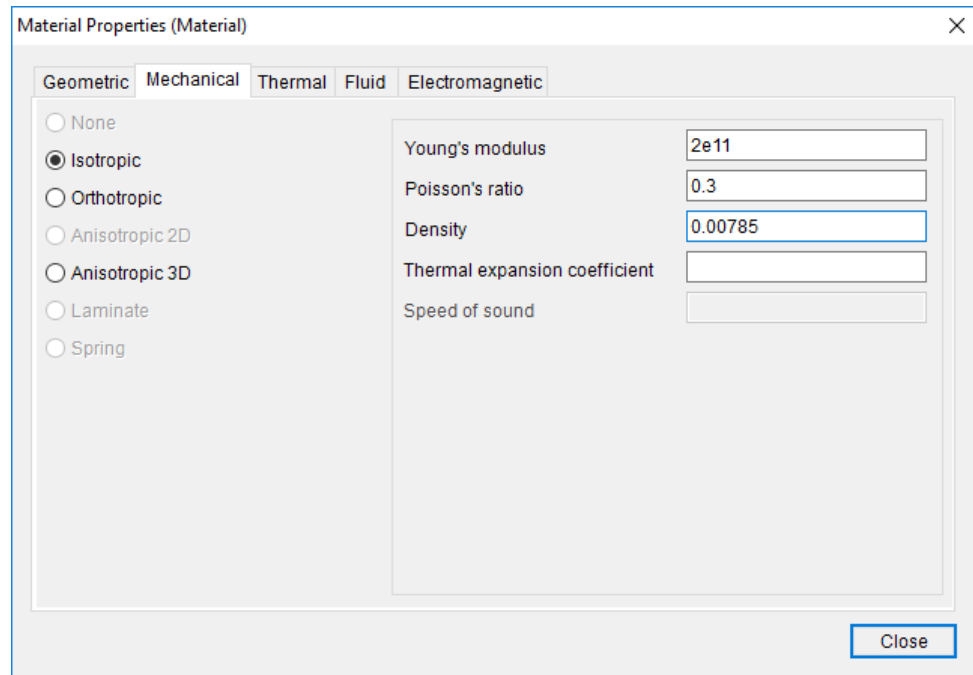 Material Properties (Material)
Geometric Mechanical Thermal Fluid Electromagnetic
None
Isotropic
Orthotropic
Anisotropic 2D
Anisotropic 3D
Laminate
Spring
Young's modulus 2e11
Poisson's ratio 0.3
Density 0.00785
Thermal expansion coefficient
Speed of sound
Close